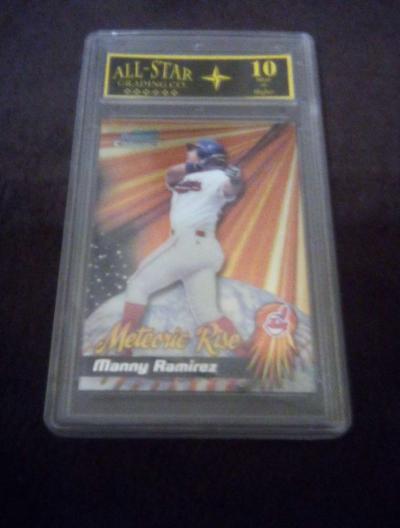 ALL-STAR
GRADING CO.
10
Meteoric Rise
Manny Ramirez